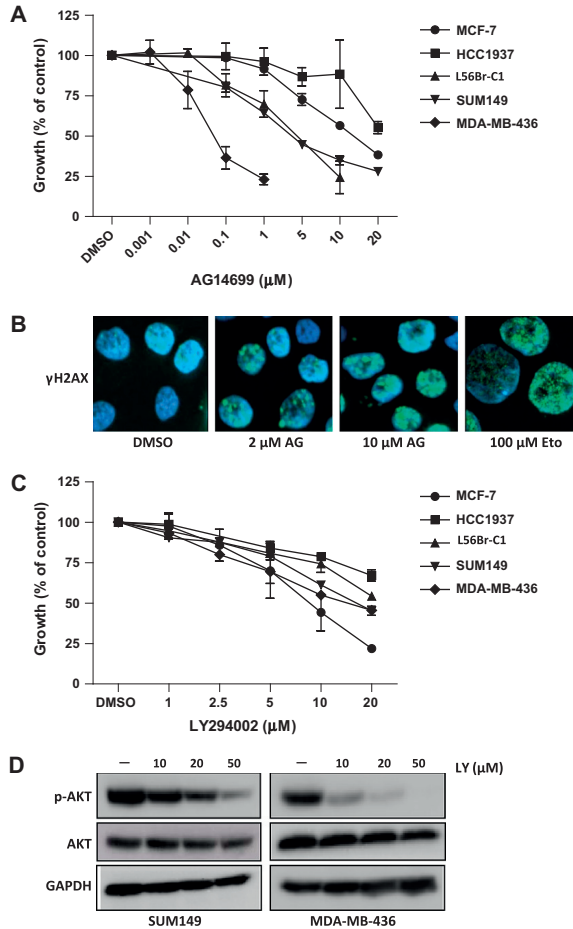 A
125
100
75
50
25
0
Growth (% of control)
DMSO
0.001
0.01
0.1
1
5
10
20
AG14699 (µM)
MCF-7
HCC1937
L56Br-C1
SUM149
MDA-MB-436
B
γH2AX
DMSO
2 µM AG
10 µM AG
100 µM Eto
C
125
100
75
50
25
0
Growth (% of control)
DMSO
1
2.5
5
10
20
LY294002 (µM)
MCF-7
HCC1937
L56Br-C1
SUM149
MDA-MB-436
D
— 10 20 50 — 10 20 50 LY (µM)
p-AKT
AKT
GAPDH
SUM149 MDA-MB-436